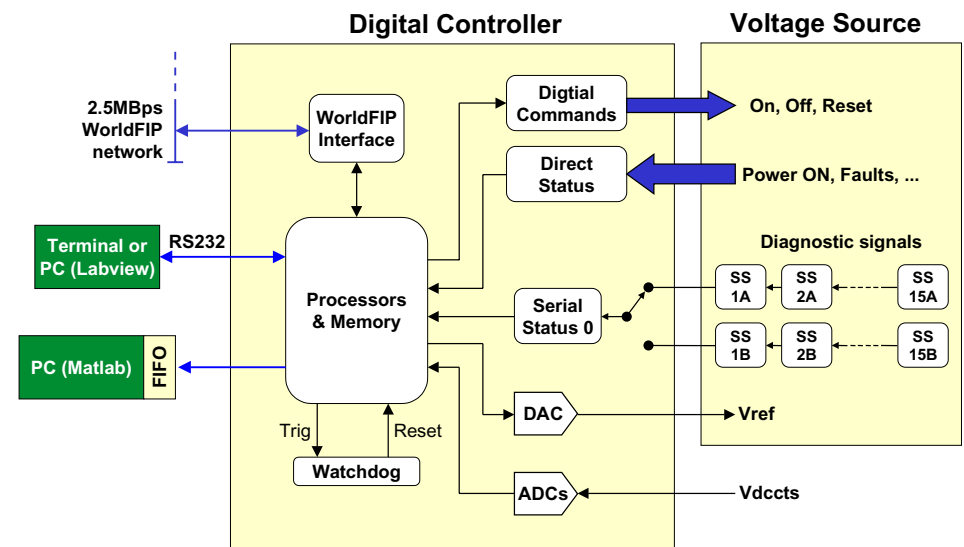 Digital Controller
Voltage Source
2.5MBps
WorldFIP
network
WorldFIP
Interface
Digtial
Commands
On, Off, Reset
Direct
Status
Power ON, Faults, ...
Terminal or
PC (Labview)
RS232
Processors
& Memory
Diagnostic signals
SS
1A
SS
2A
SS
15A
Serial
Status 0
SS
1B
SS
2B
SS
15B
PC (Matlab)
FIFO
DAC
Vref
Trig
Reset
Watchdog
ADCs
Vdccts